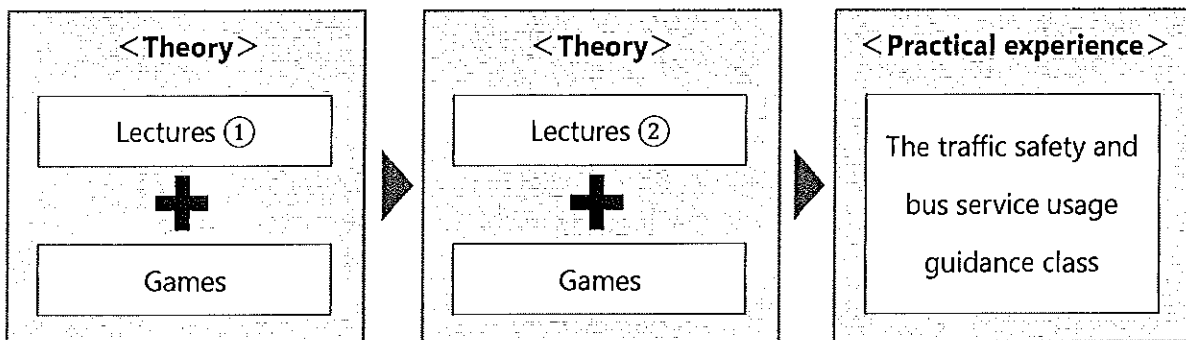 <Theory>
Lectures ①
Games
<Theory>
Lectures ②
Games
<Practical experience>
The traffic safety and
bus service usage
guidance class